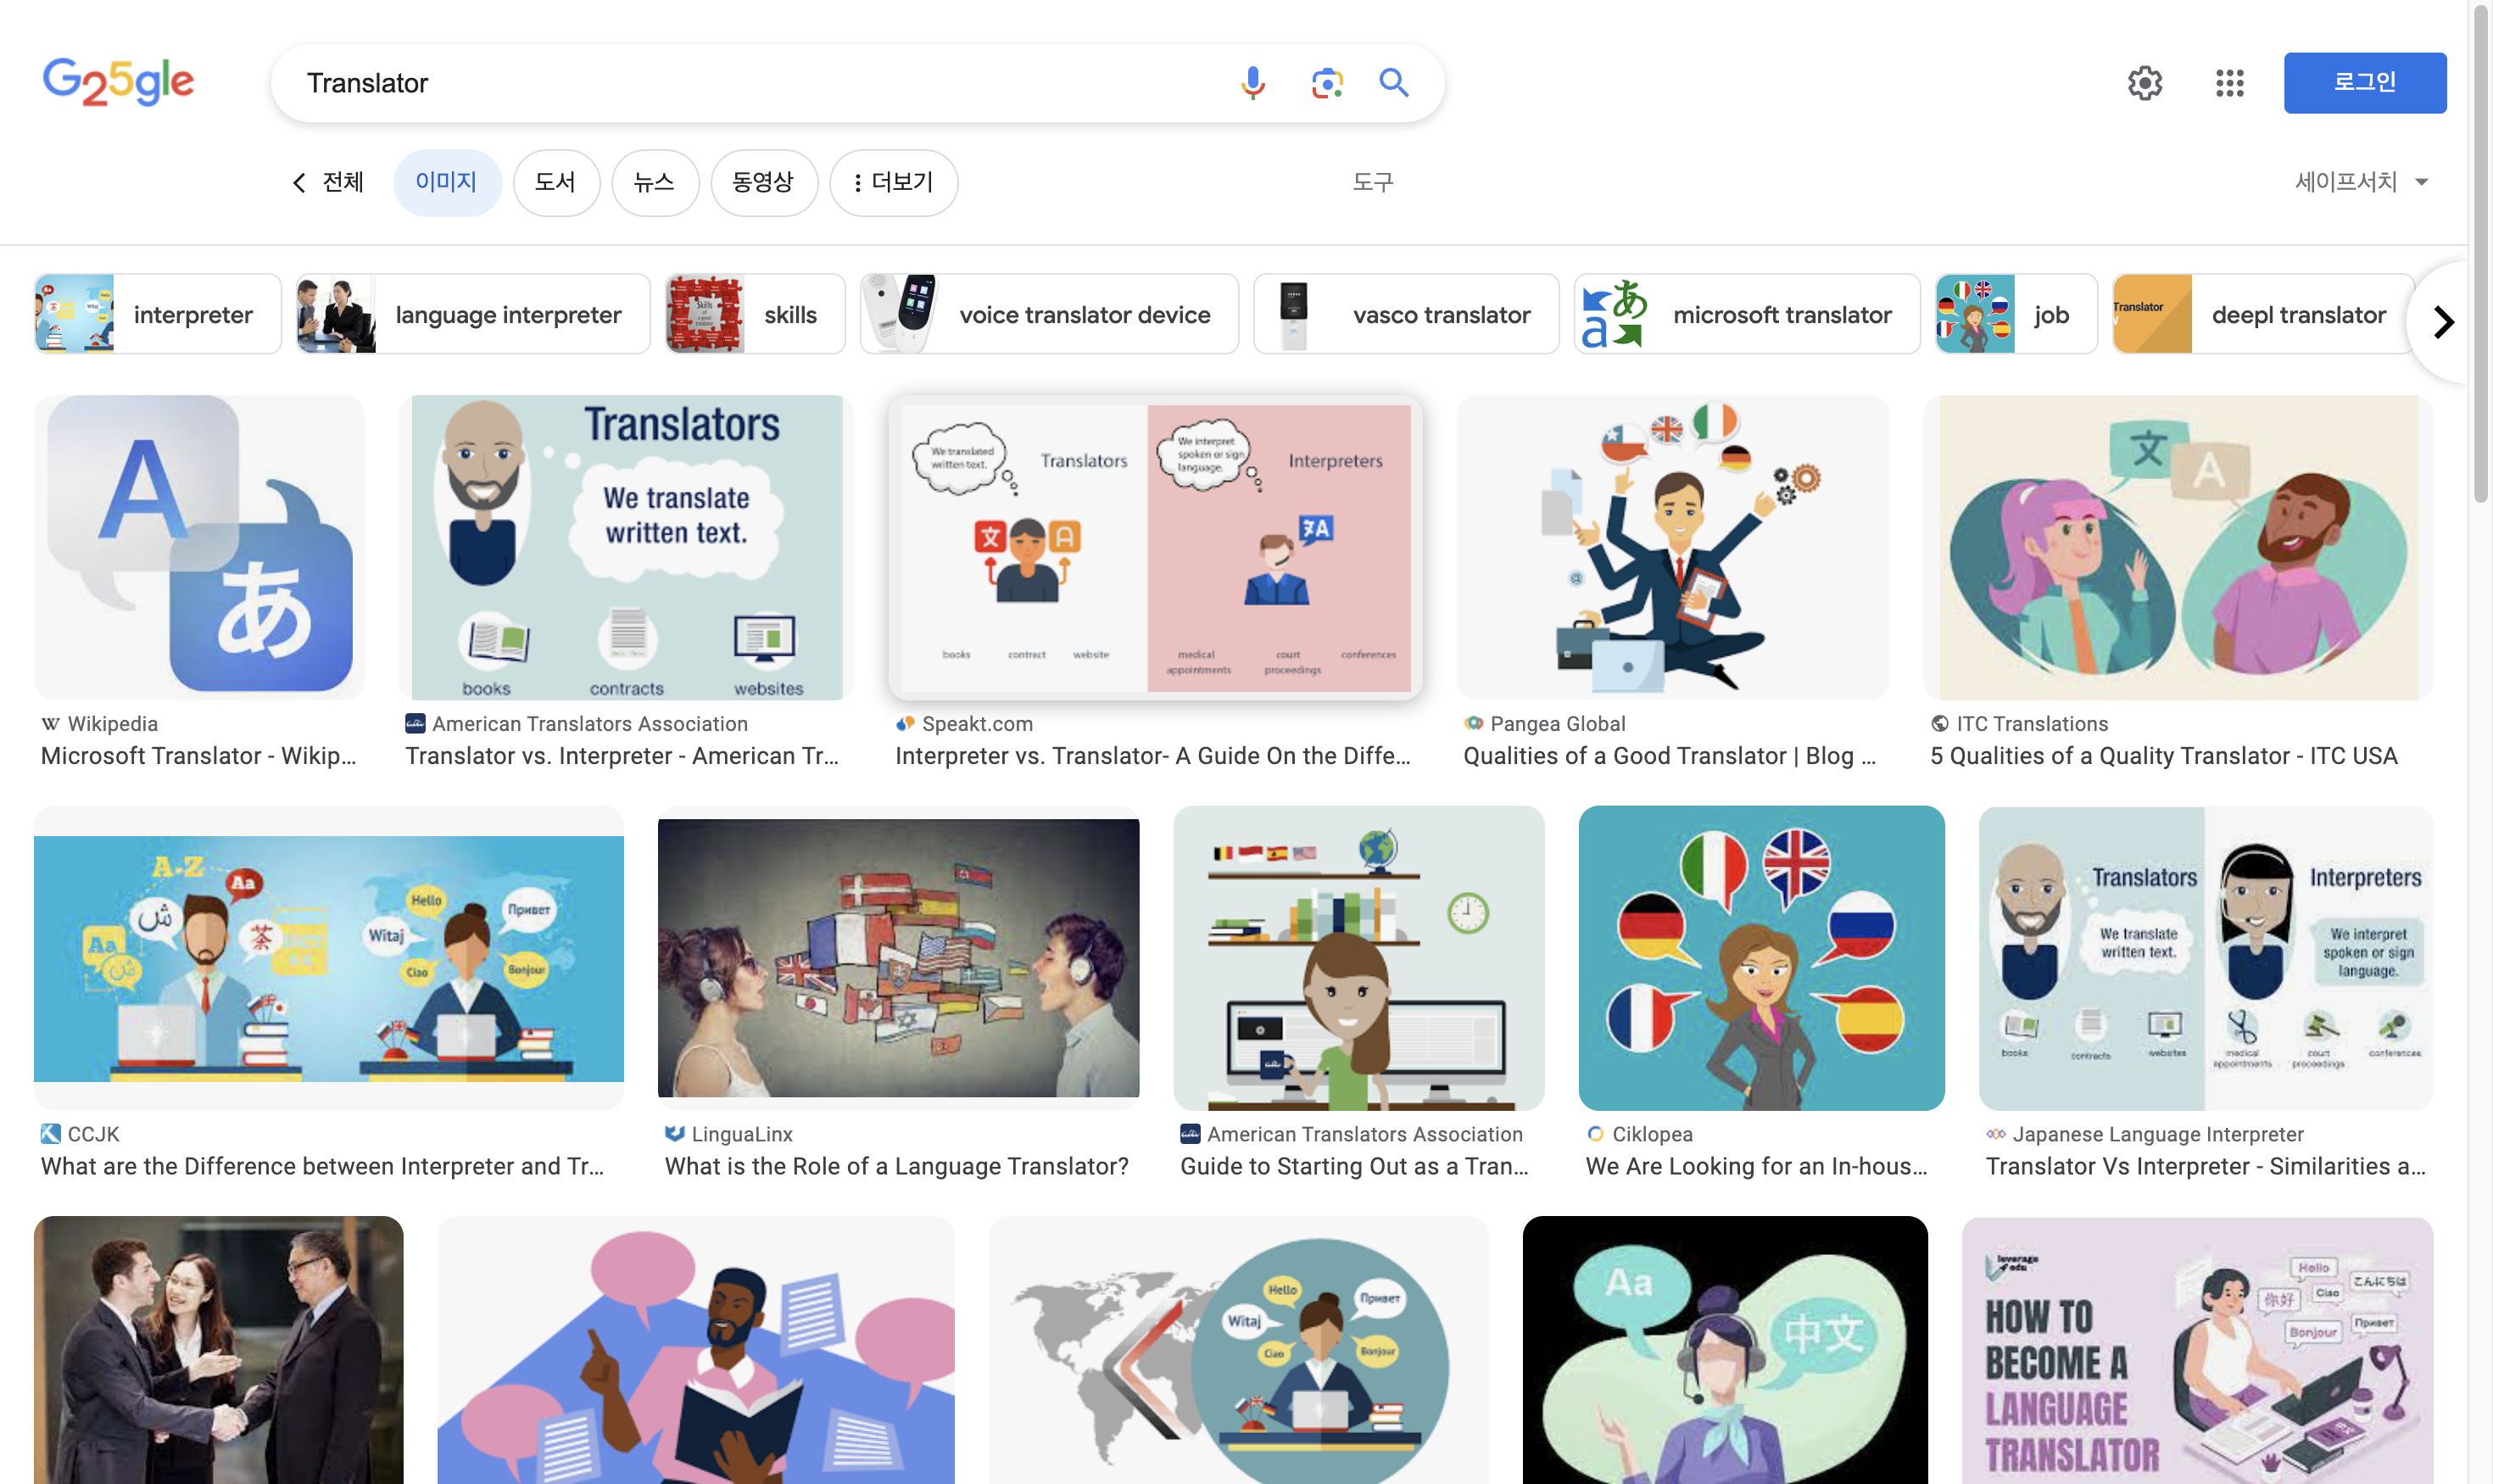 G25gle
Translator
로그인
전체
이미지
도서
뉴스
동영상
더보기
도구
세이프서치
interpreter
language interpreter
skills
voice translator device
vasco translator
microsoft translator
job
deepl translator
Translator
Skills
a
あ
A
あ
Translators
We translate
written text.
books
contracts
websites
We translated
written text.
Translators
文
A
books
contract
website
We interpret
spoken or sign
language.
Interpreters
medical
appointments
court
proceedings
conferences
文
A
W Wikipedia
Microsoft Translator - Wikip...
American Translators Association
Translator vs. Interpreter - American Tr...
Speakt.com
Interpreter vs. Translator- A Guide On the Diffe...
Pangea Global
Qualities of a Good Translator | Blog ...
ITC Translations
5 Qualities of a Quality Translator - ITC USA
A-Z
Aa
ش
茶
Aa
ش
Hello
Привет
Witaj
Ciao
Bonjour
Translators
We translate
written text.
books
contracts
websites
Interpreters
We interpret
spoken or sign
language.
medical
appointments
court
proceedings
conferences
CCJK
What are the Difference between Interpreter and Tr...
LinguaLinx
What is the Role of a Language Translator?
American Translators Association
Guide to Starting Out as a Tran...
Ciklopea
We Are Looking for an In-hous...
Japanese Language Interpreter
Translator Vs Interpreter - Similarities a...
Hello
Привет
Witaj
Ciao
Bonjour
Aa
中文
leverage
edu
HOW TO
BECOME A
LANGUAGE
TRANSLATOR
Hello
こんにちは
你好
Ciao
Привет
Bonjour